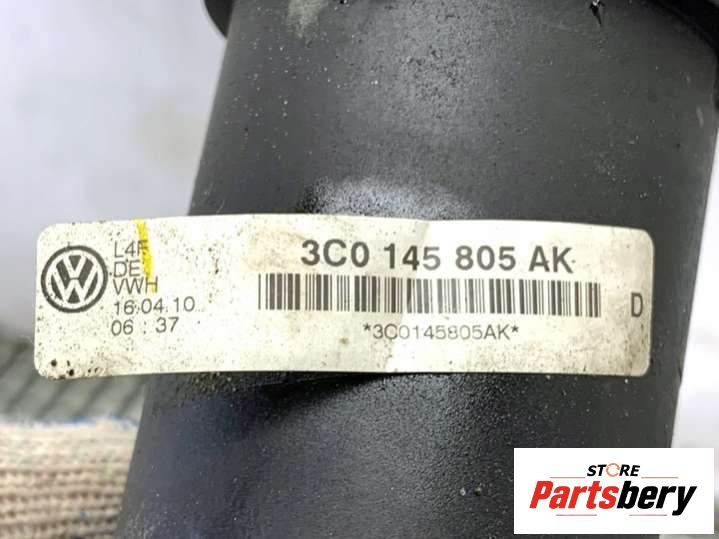 L4F
DE
VWH
16.04.10
06 : 37
3C0 145 805 AK
*3C0145805AK*
D
STORE
Partsbery